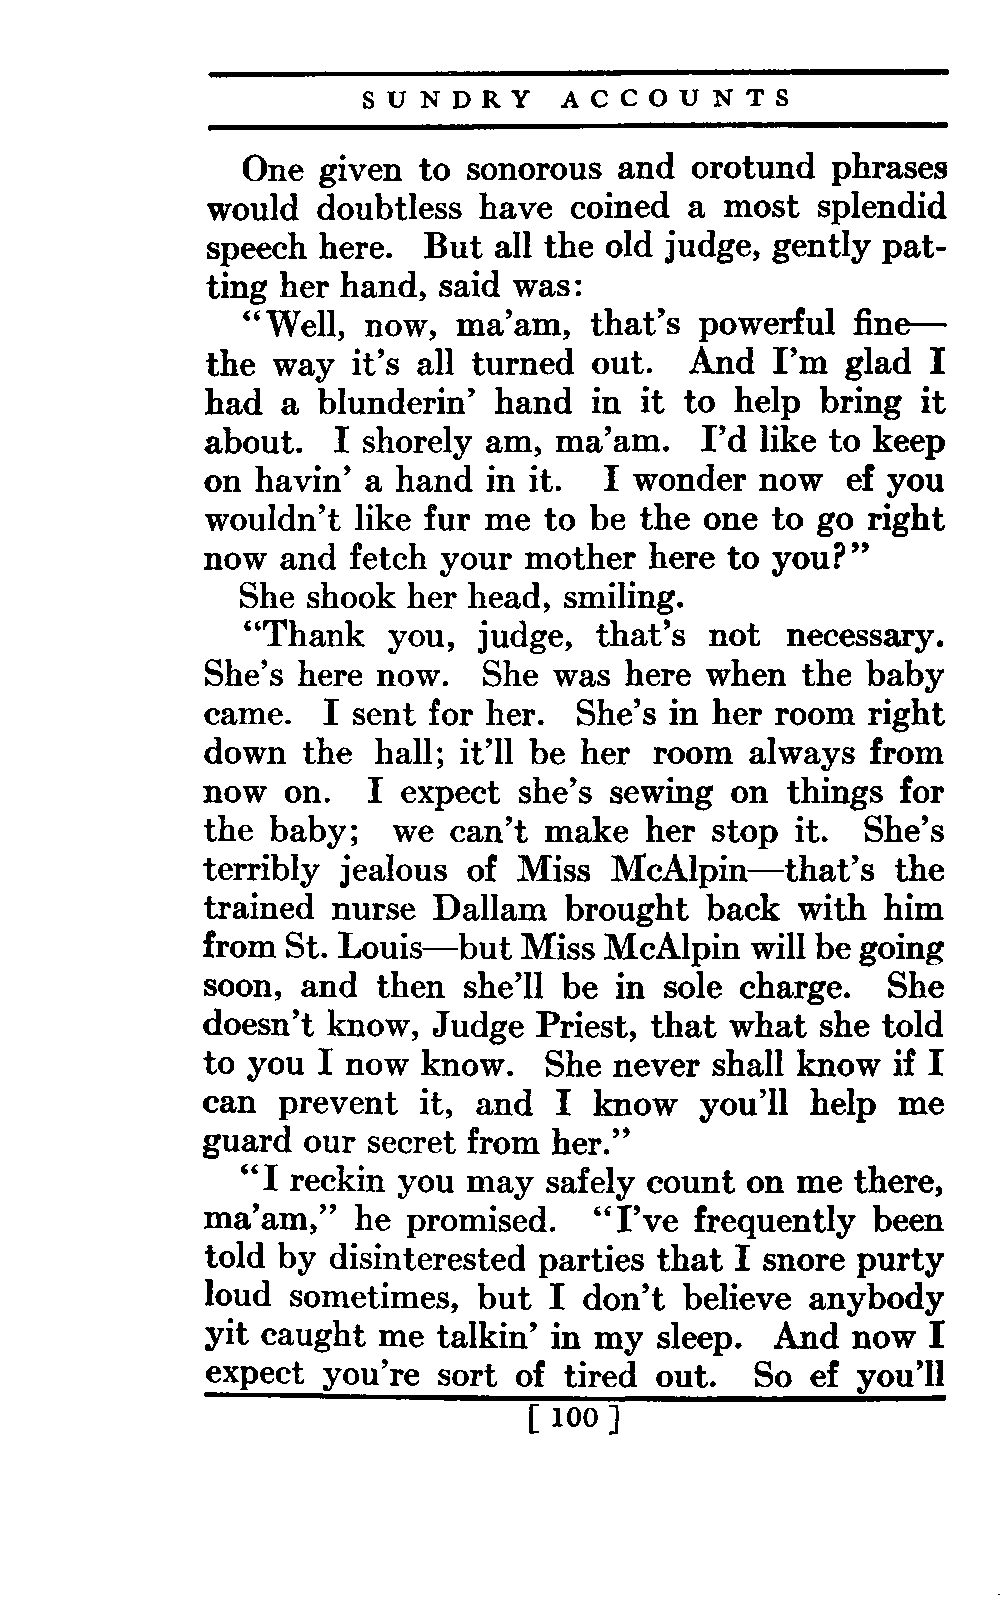 SUNDRY ACCOUNTS
One given to sonorous and orotund phrases
would doubtless have coined a most splendid
speech here. But all the old judge, gently pat-
ting her hand, said was:
“Well, now, ma’am, that’s powerful fine—
the way it’s all turned out. And I’m glad I
had a blunderin’ hand in it to help bring it
about. I shorely am, ma’am. I’d like to keep
on havin’ a hand in it. I wonder now ef you
wouldn’t like fur me to be the one to go right
now and fetch your mother here to you?”
She shook her head, smiling.
“Thank you, judge, that’s not necessary.
She’s here now. She was here when the baby
came. I sent for her. She’s in her room right
down the hall; it’ll be her room always from
now on. I expect she’s sewing on things for
the baby; we can’t make her stop it. She’s
terribly jealous of Miss McAlpin—that’s the
trained nurse Dallam brought back with him
from St. Louis—but Miss McAlpin will be going
soon, and then she’ll be in sole charge. She
doesn’t know, Judge Priest, that what she told
to you I now know. She never shall know if I
can prevent it, and I know you’ll help me
guard our secret from her.”
“I reckin you may safely count on me there,
ma’am,” he promised. “I’ve frequently been
told by disinterested parties that I snore purty
loud sometimes, but I don’t believe anybody
yit caught me talkin’ in my sleep. And now I
expect you’re sort of tired out. So ef you’ll
[ 100 ]